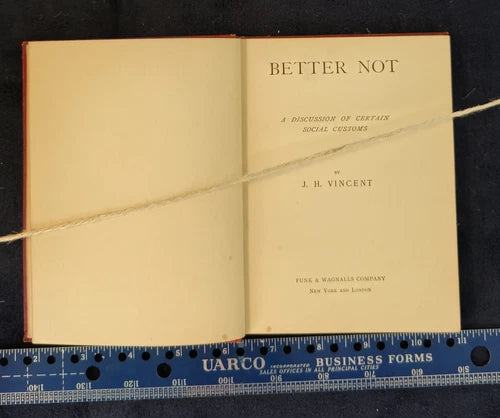 BETTER NOT
A DISCUSSION OF CERTAIN
SOCIAL CUSTOMS
BY
J. H. VINCENT
FUNK & WAGNALLS COMPANY
NEW YORK AND LONDON
UARCO INCORPORATED BUSINESS FORMS
SALES OFFICES IN ALL PRINCIPAL CITIES